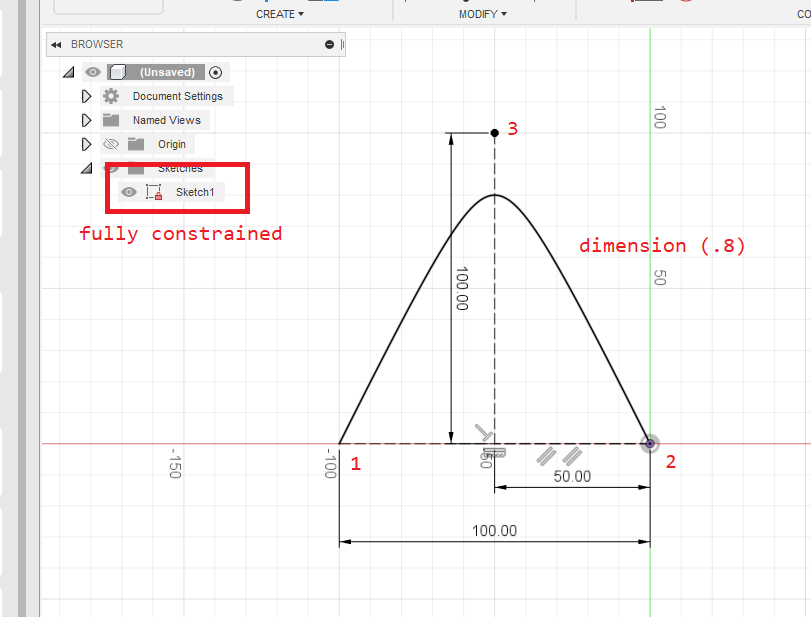 CREATE ▾
MODIFY ▾
CO
BROWSER
(Unsaved)
Document Settings
Named Views
Origin
Sketches
Sketch1
fully constrained
3
100
dimension (.8)
50
100.00
-150
-100
1
50
2
50.00
100.00